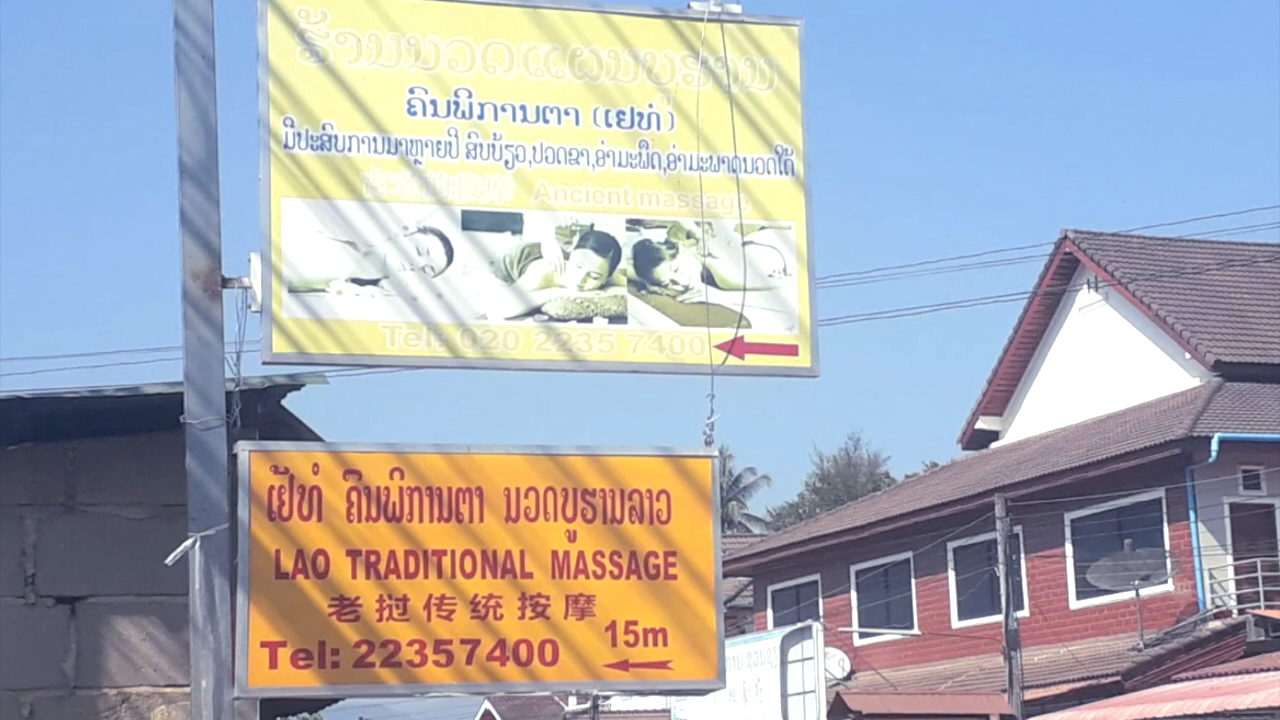 ຮ້ານນວດແຜນບູຮານ
ຄົນພິການຕາ (ເຢທໍ່)
ມີປະສົບການມາຫຼາຍປີ ສົບບ້ຽວ,ປວດຂາ,ອຳມະພຶດ,ອຳມະພາດນວດໄດ້
Ancient massage
Tel: 020 2235 7400
ເຢ້ທໍ ຄົນພິການຕາ ນວດບູຮານລາວ
LAO TRADITIONAL MASSAGE
老挝传统按摩
15m
Tel: 22357400